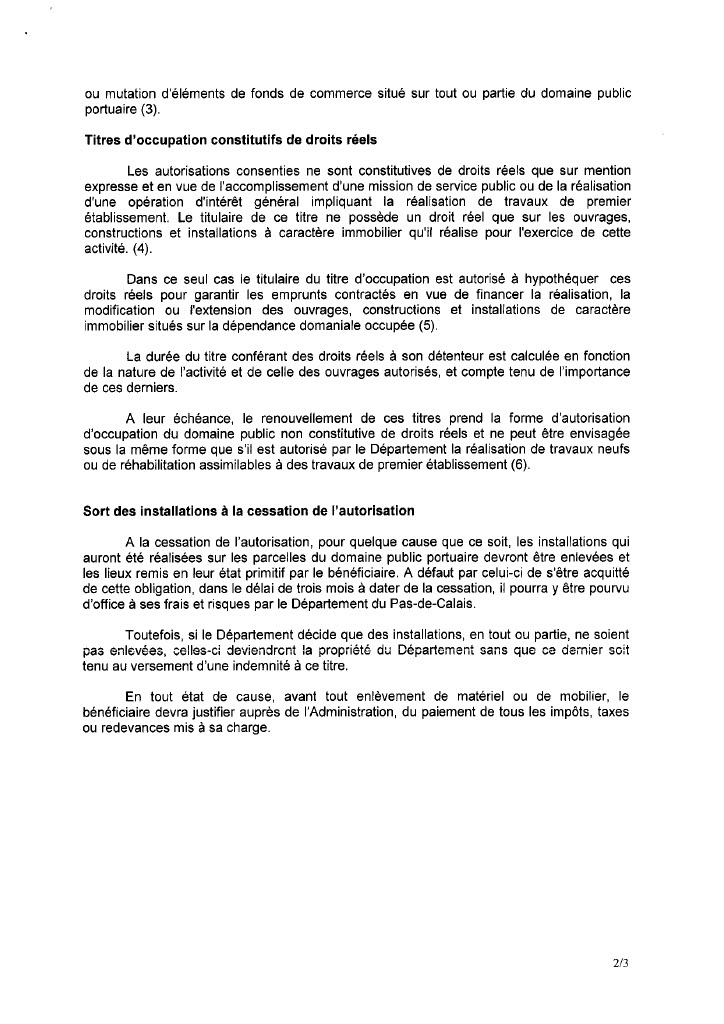 ou mutation d'éléments de fonds de commerce situé sur tout ou partie du domaine public
portuaire (3).
Titres d'occupation constitutifs de droits réels
Les autorisations consenties ne sont constitutives de droits réels que sur mention
expresse et en vue de l'accomplissement d'une mission de service public ou de la réalisation
d'une opération d'intérêt général impliquant la réalisation de travaux de premier
établissement. Le titulaire de ce titre ne possède un droit réel que sur les ouvrages,
constructions et installations à caractère immobilier qu'il réalise pour l'exercice de cette
activité. (4).
Dans ce seul cas le titulaire du titre d'occupation est autorisé à hypothéquer ces
droits réels pour garantir les emprunts contractés en vue de financer la réalisation, la
modification ou l'extension des ouvrages, constructions et installations de caractère
immobilier situés sur la dépendance domaniale occupée (5).
La durée du titre conférant des droits réels à son détenteur est calculée en fonction
de la nature de l'activité et de celle des ouvrages autorisés, et compte tenu de l'importance
de ces derniers.
A leur échéance, le renouvellement de ces titres prend la forme d'autorisation
d'occupation du domaine public non constitutive de droits réels et ne peut être envisagée
sous la même forme que s'il est autorisé par le Département la réalisation de travaux neufs
ou de réhabilitation assimilables à des travaux de premier établissement (6).
Sort des installations à la cessation de l'autorisation
A la cessation de l'autorisation, pour quelque cause que ce soit, les installations qui
auront été réalisées sur les parcelles du domaine public portuaire devront être enlevées et
les lieux remis en leur état primitif par le bénéficiaire. A défaut par celui-ci de s'être acquitté
de cette obligation, dans le délai de trois mois à dater de la cessation, il pourra y être pourvu
d'office à ses frais et risques par le Département du Pas-de-Calais.
Toutefois, si le Département décide que des installations, en tout ou partie, ne soient
pas enlevées, celles-ci deviendront la propriété du Département sans que ce dernier soit
tenu au versement d'une indemnité à ce titre.
En tout état de cause, avant tout enlèvement de matériel ou de mobilier, le
bénéficiaire devra justifier auprès de l'Administration, du paiement de tous les impôts, taxes
ou redevances mis à sa charge.
2/3